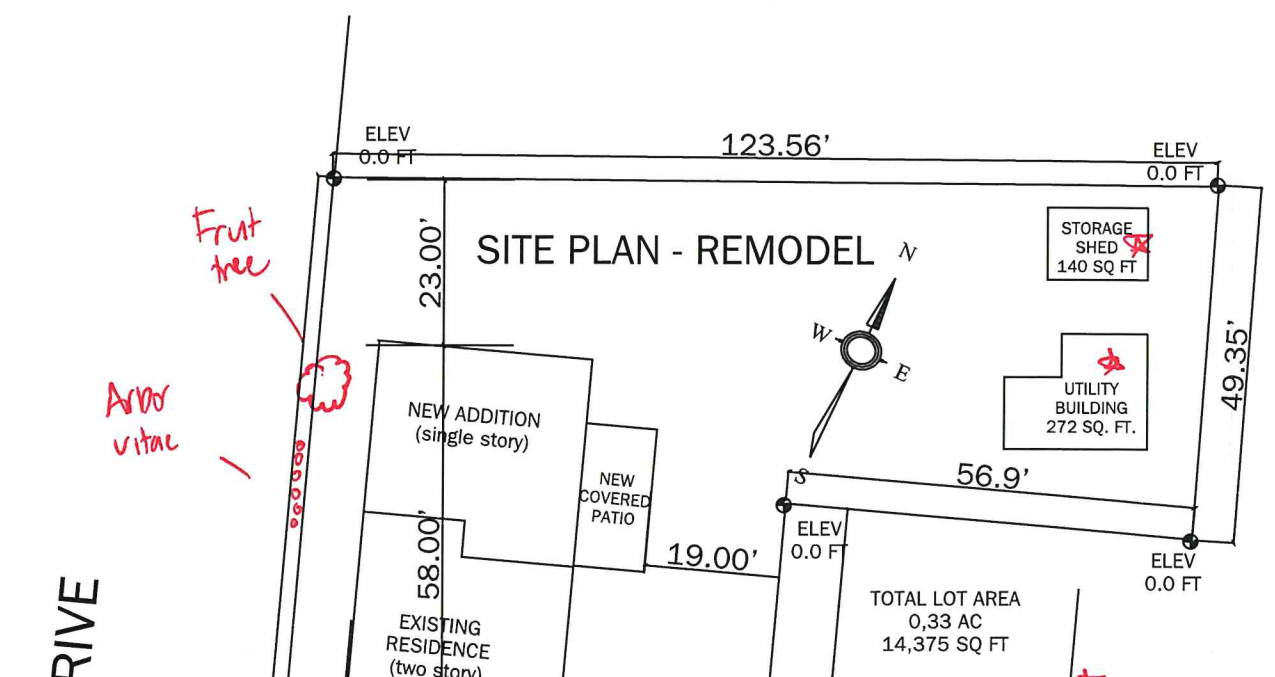 ELEV
0.0 FT
123.56'
ELEV
0.0 FT
Fruit
tree
23.00'
SITE PLAN - REMODEL
N
W
E
S
STORAGE
SHED
140 SQ FT
49.35'
UTILITY
BUILDING
272 SQ. FT.
Arbor
vitae
NEW ADDITION
(single story)
NEW
COVERED
PATIO
56.9'
ELEV
0.0 FT
ELEV
0.0 FT
19.00'
58.00'
TOTAL LOT AREA
0,33 AC
14,375 SQ FT
EXISTING
RESIDENCE
(two story)
RIVE